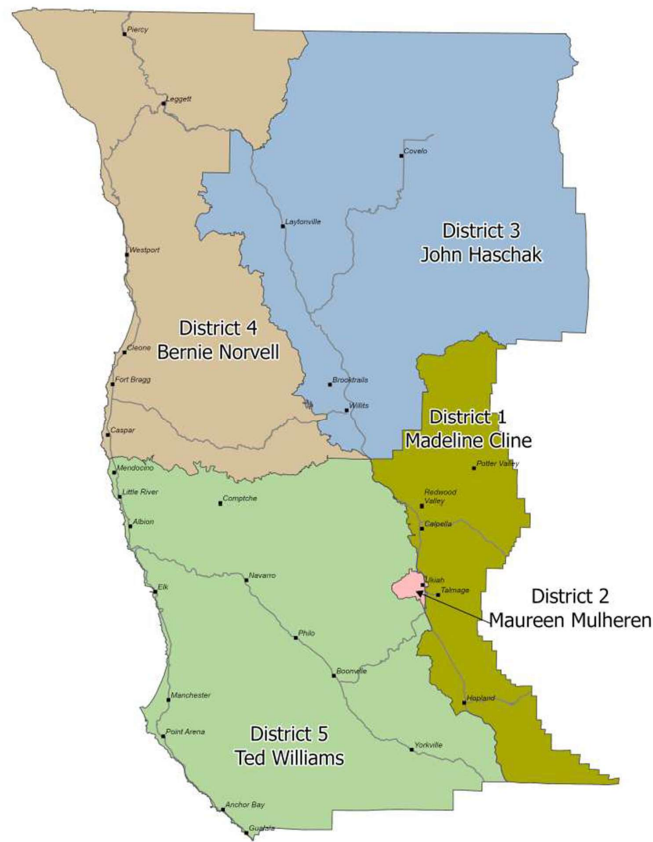 Piercy
Leggett
Covelo
Laytonville
District 3
John Haschak
Westport
District 4
Bernie Norvell
Cleone
Fort Bragg
Brooktrails
Willits
District 1
Madeline Cline
Caspar
Potter Valley
Mendocino
Little River
Comptche
Redwood
Valley
Albion
Calpella
Navarro
Ukiah
Talmage
Elk
District 2
Maureen Mulheren
Philo
Boonville
Manchester
Hopland
Point Arena
District 5
Ted Williams
Yorkville
Anchor Bay
Gualala